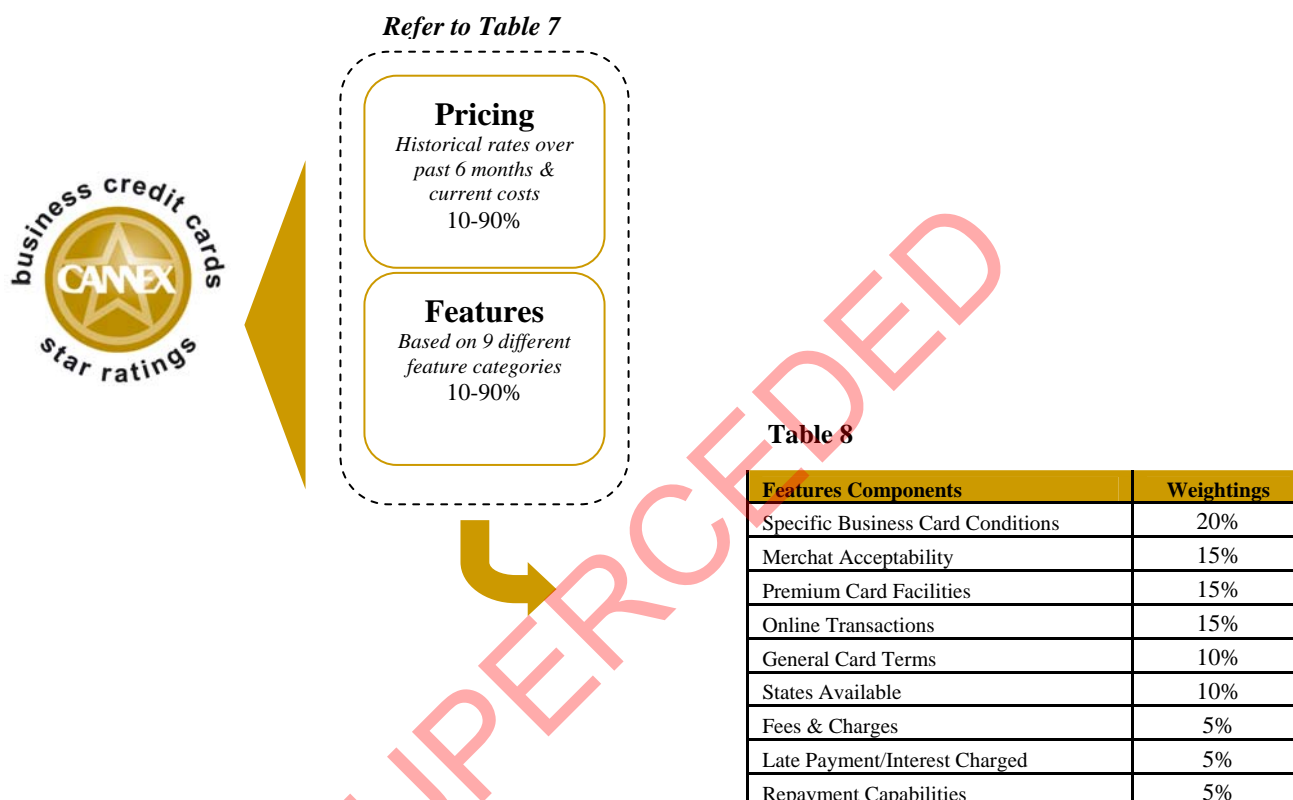 Refer to Table 7
Pricing
Historical rates over
past 6 months &
current costs
10-90%
business credit cards
CANNEX
star ratings
Features
Based on 9 different
feature categories
10-90%
Table 8
Features Components Weightings
Specific Business Card Conditions 20%
Merchat Acceptability 15%
Premium Card Facilities 15%
Online Transactions 15%
General Card Terms 10%
States Available 10%
Fees & Charges 5%
Late Payment/Interest Charged 5%
Repayment Capabilities 5%
UPERCEDED